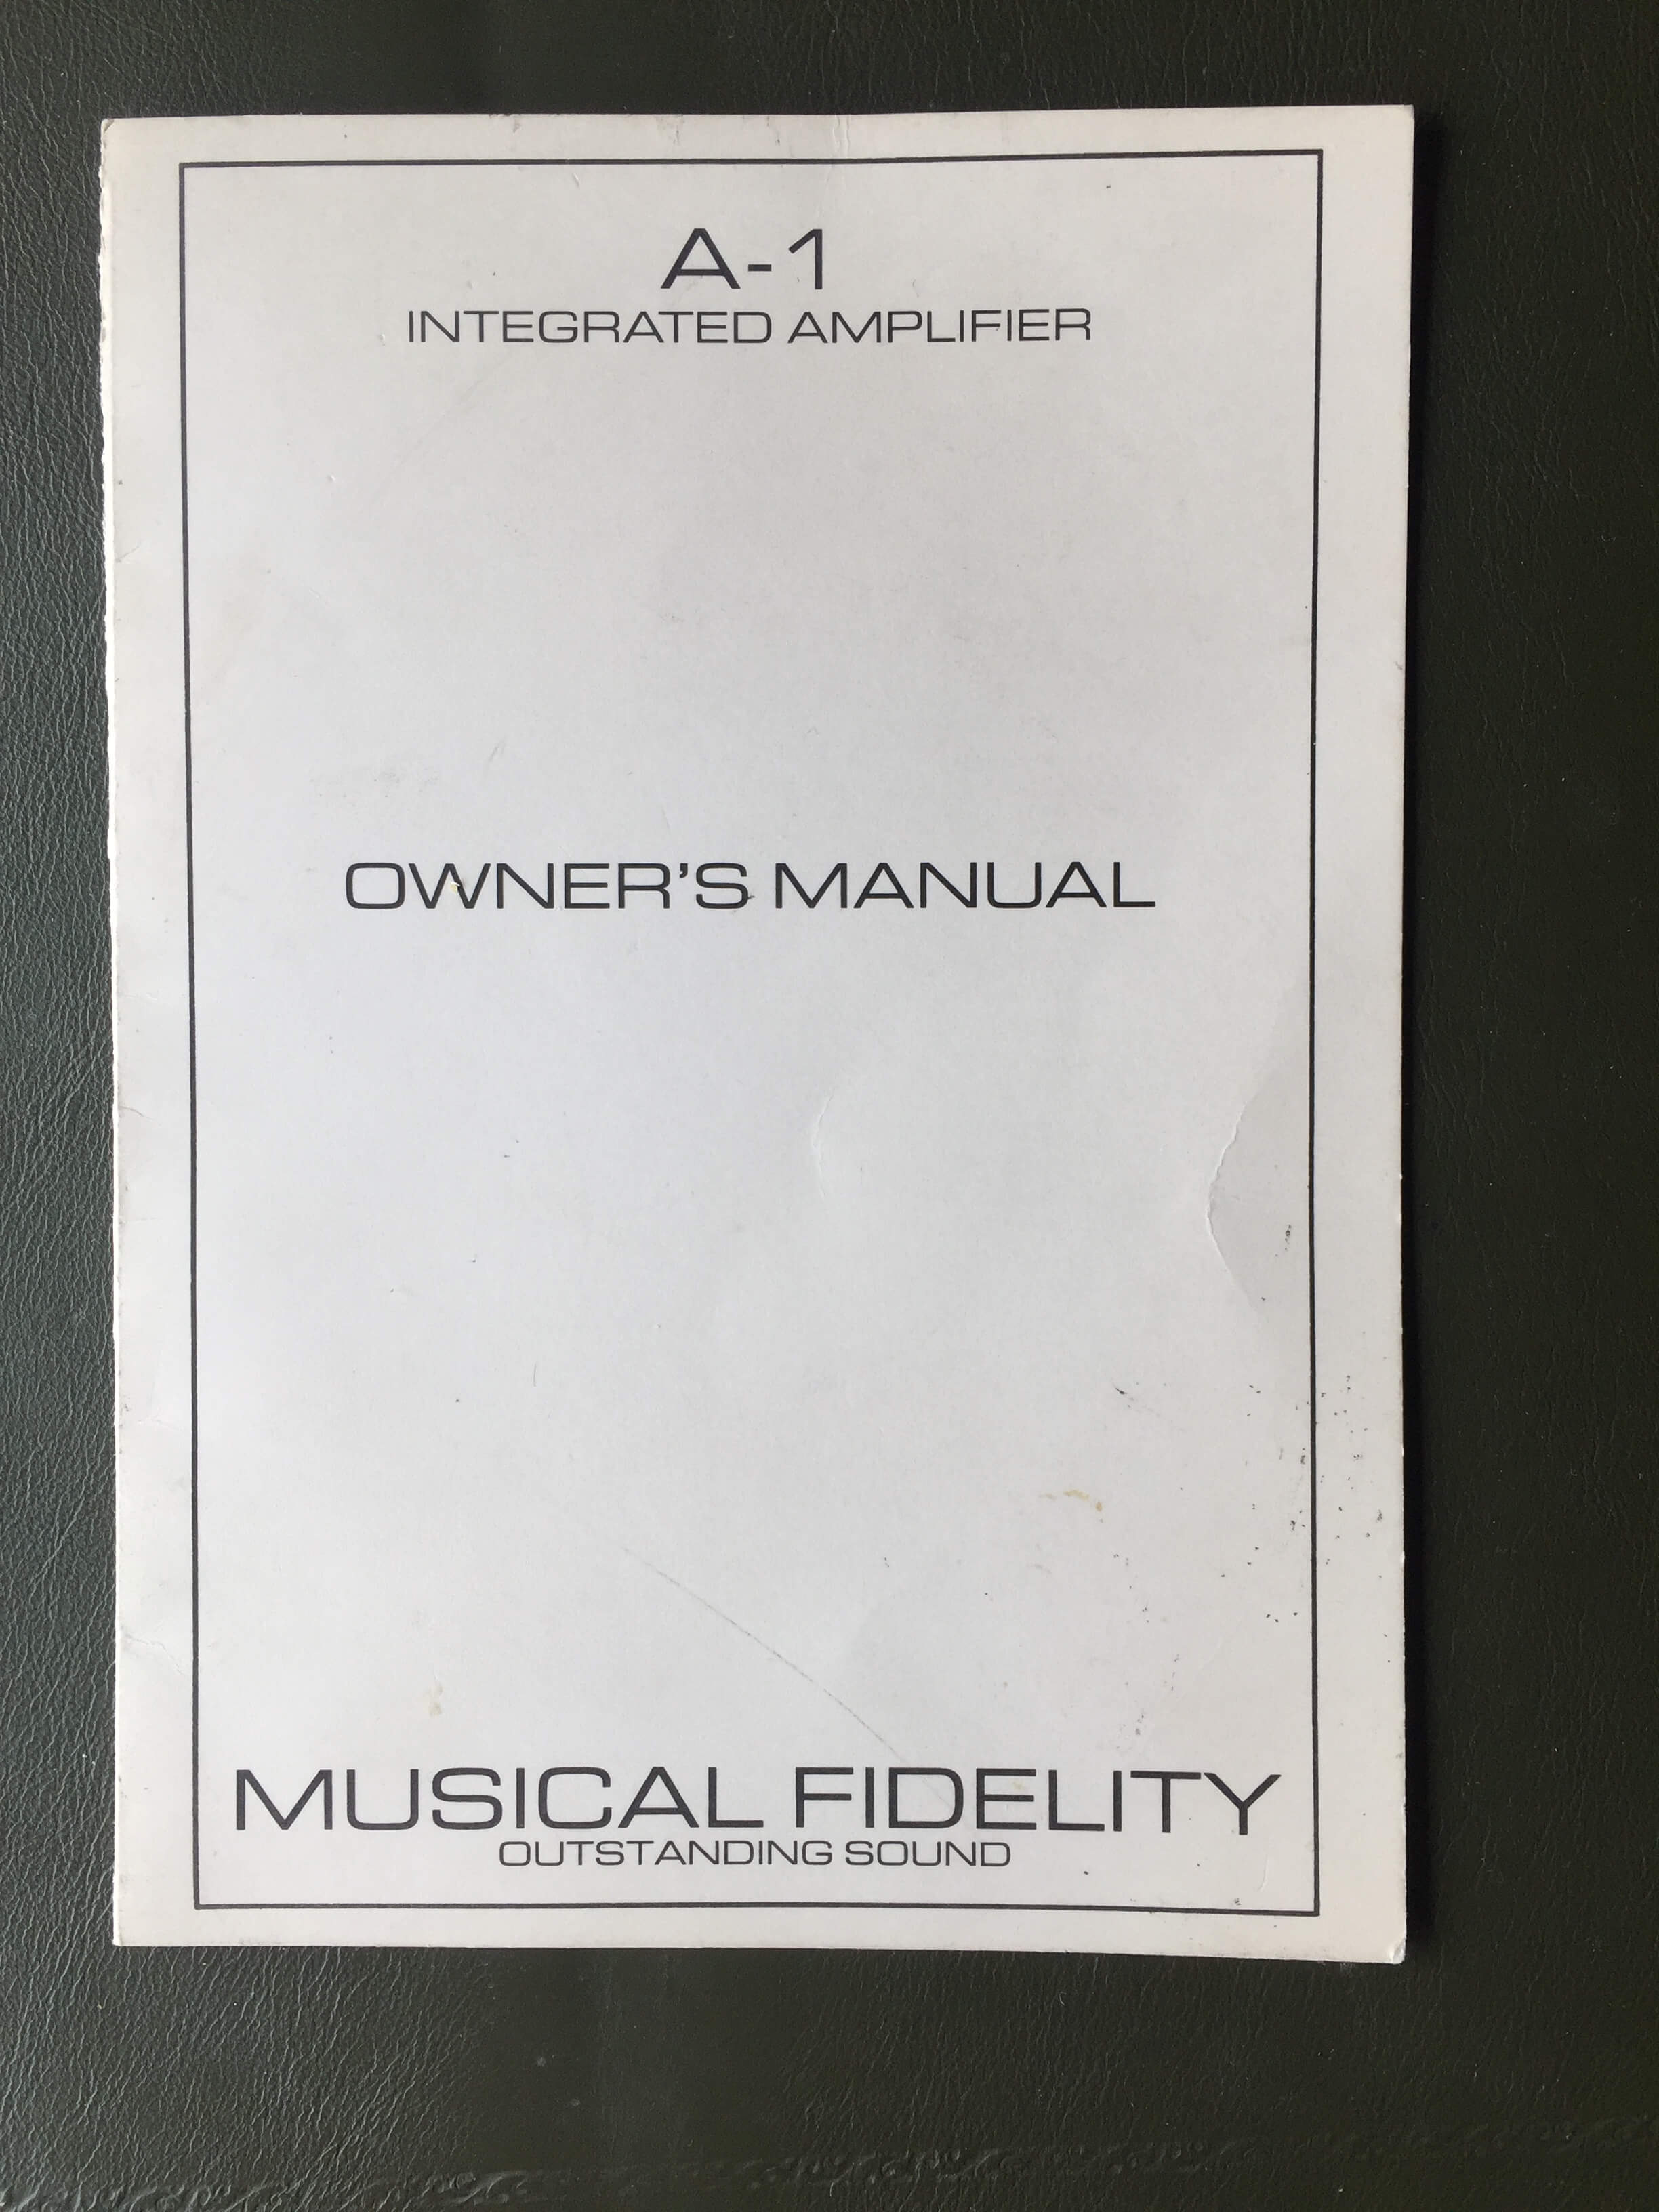 A-1
INTEGRATED AMPLIFIER
OWNER'S MANUAL
MUSICAL FIDELITY
OUTSTANDING SOUND